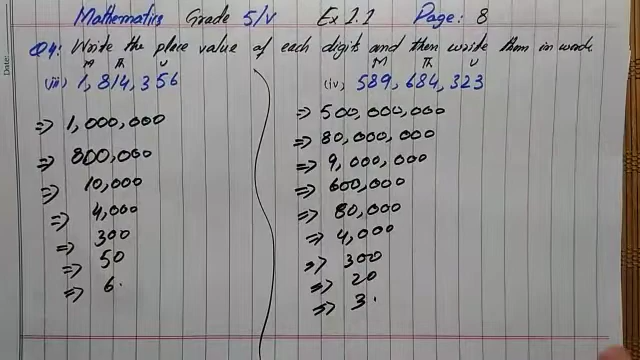 Date:
Mathematics Grade 5/V Ex 1.1 Page: 8
Q4: Write the place value of each digits and then write them in words
M Th U
(iii) 1,814,356
=> 1,000,000
=> 800,000
=> 10,000
=> 4,000
=> 300
=> 50
=> 6.
M Th U
(iv) 589,684,323
=> 500,000,000
=> 80,000,000
=> 9,000,000
=> 600,000
=> 80,000
=> 4,000
=> 300
=> 20
=> 3.